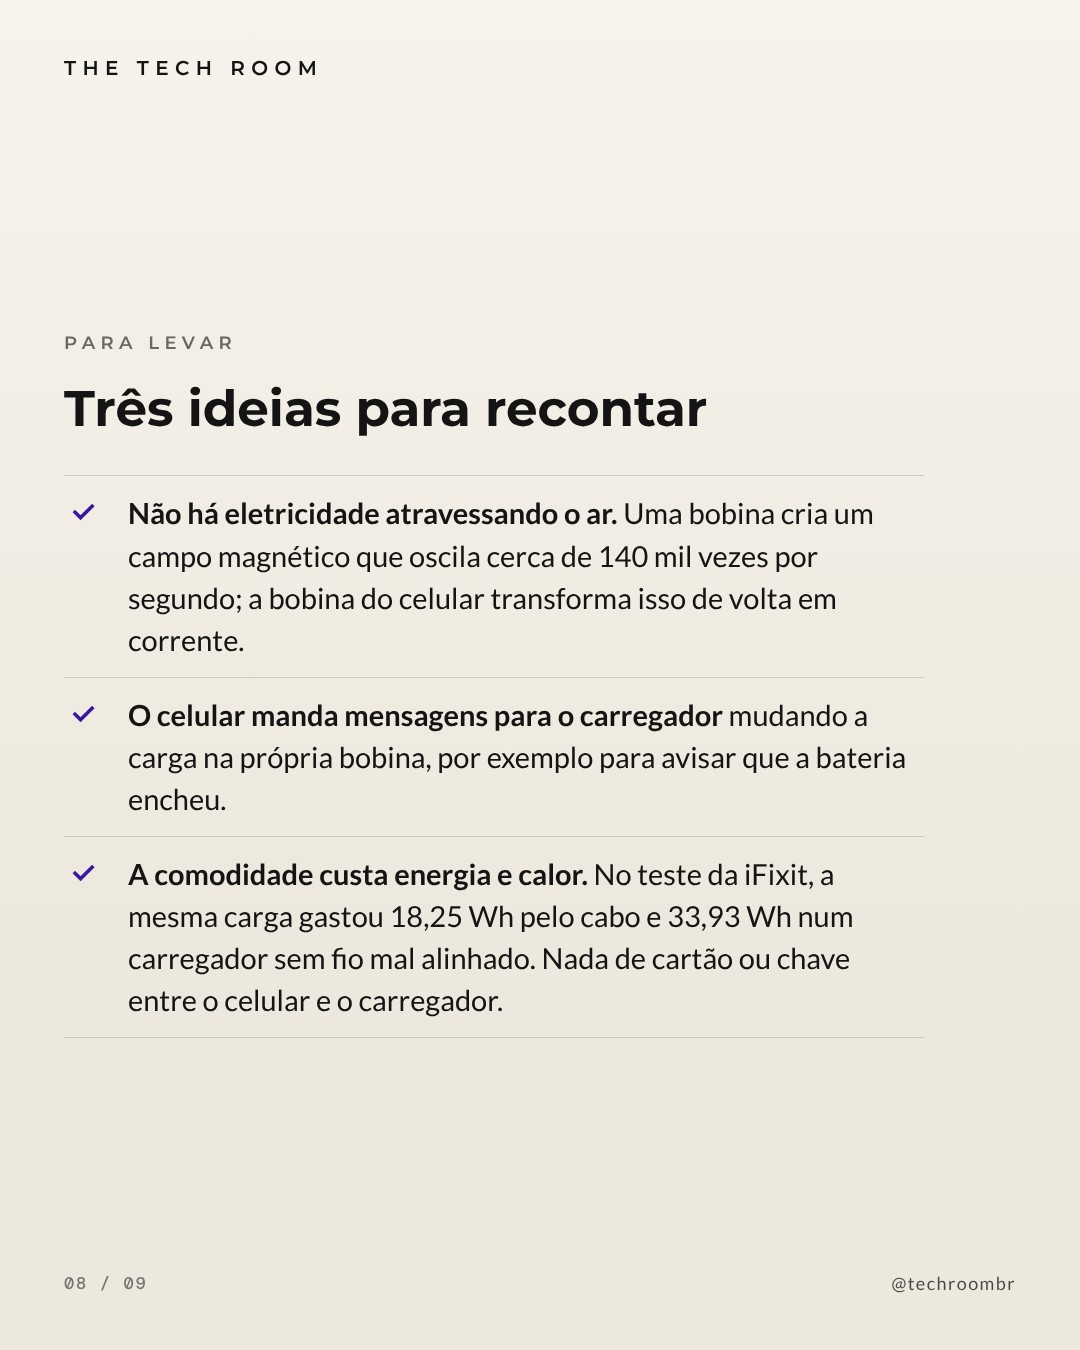 THE TECH ROOM
PARA LEVAR
Três ideias para recontar
Não há eletricidade atravessando o ar. Uma bobina cria um
campo magnético que oscila cerca de 140 mil vezes por
segundo; a bobina do celular transforma isso de volta em
corrente.
O celular manda mensagens para o carregador mudando a
carga na própria bobina, por exemplo para avisar que a bateria
encheu.
A comodidade custa energia e calor. No teste da iFixit, a
mesma carga gastou 18,25 Wh pelo cabo e 33,93 Wh num
carregador sem fio mal alinhado. Nada de cartão ou chave
entre o celular e o carregador.
08 / 09
@techroombr